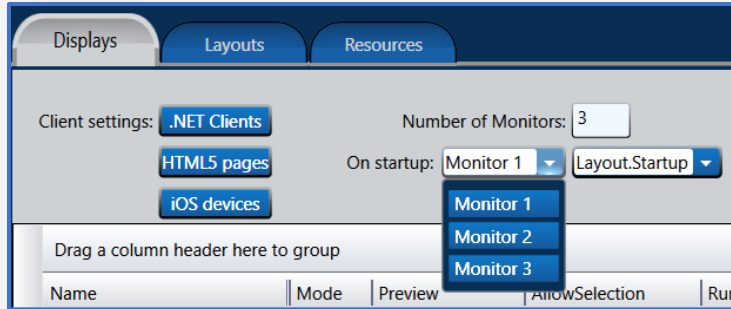 Displays Layouts Resources
Client settings: .NET Clients Number of Monitors: 3
HTML5 pages On startup: Monitor 1 Layout.Startup
iOS devices Monitor 1
Monitor 2
Drag a column header here to group
Monitor 3
Name Mode Preview AllowSelection